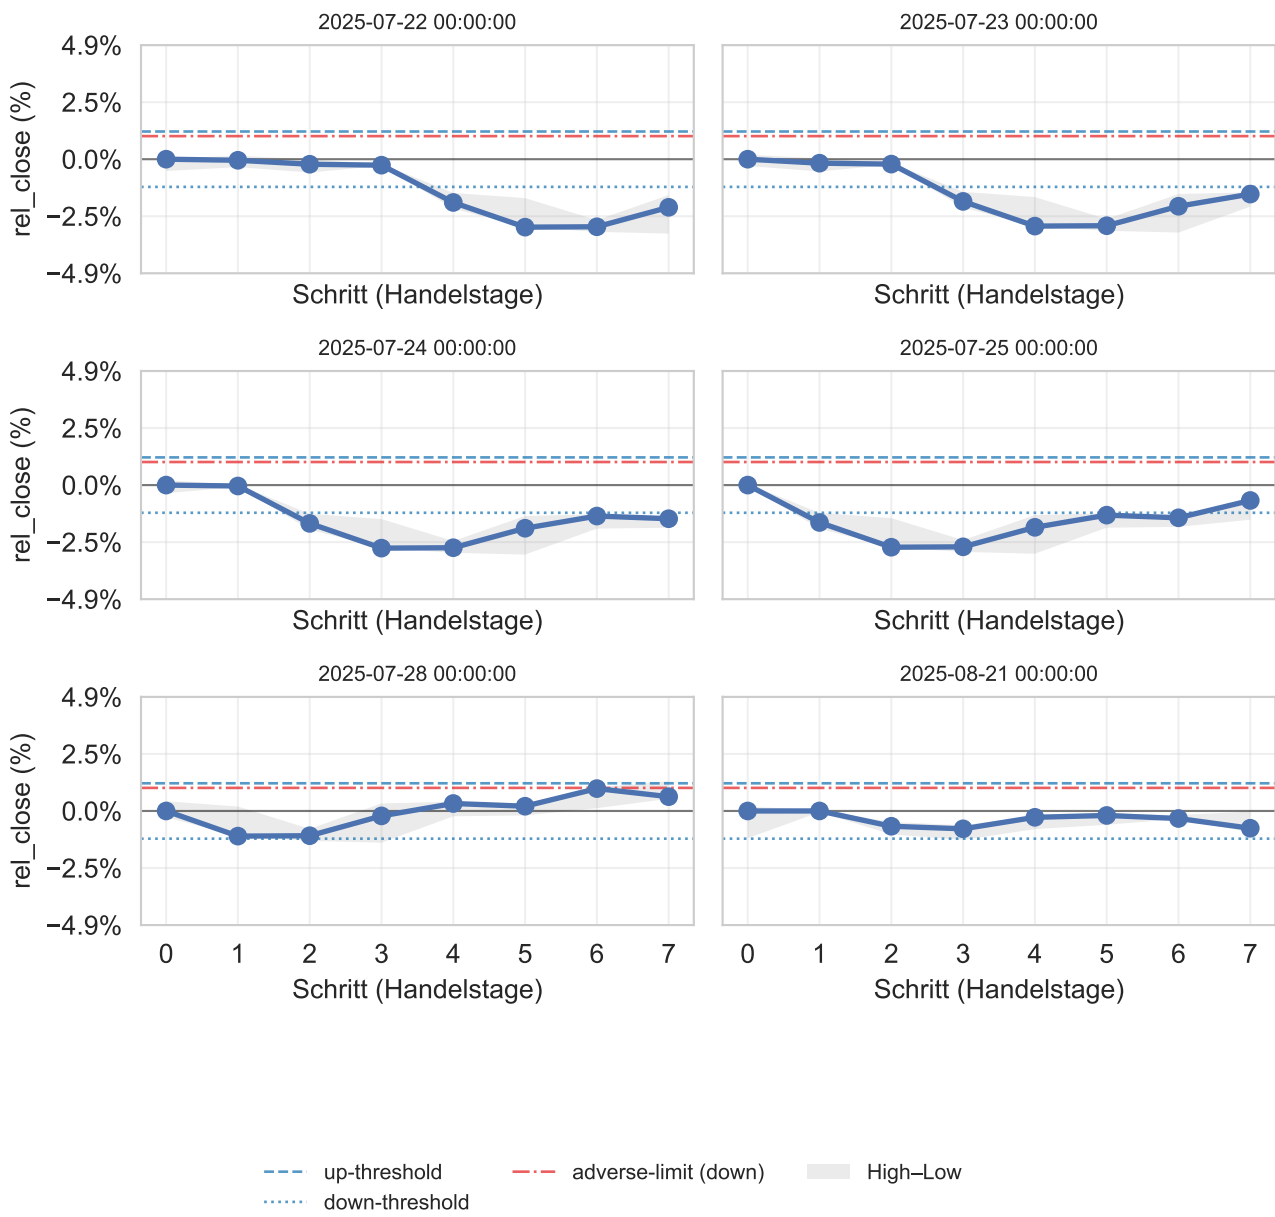 2025-07-22 00:00:00
2025-07-23 00:00:00
4.9%
2.5%
0.0%
−2.5%
−4.9%
rel_close (%)
Schritt (Handelstage)
Schritt (Handelstage)
2025-07-24 00:00:00
2025-07-25 00:00:00
4.9%
2.5%
0.0%
−2.5%
−4.9%
rel_close (%)
Schritt (Handelstage)
Schritt (Handelstage)
2025-07-28 00:00:00
2025-08-21 00:00:00
4.9%
2.5%
0.0%
−2.5%
−4.9%
rel_close (%)
0 1 2 3 4 5 6 7
0 1 2 3 4 5 6 7
Schritt (Handelstage)
Schritt (Handelstage)
up-threshold
down-threshold
adverse-limit (down)
High–Low